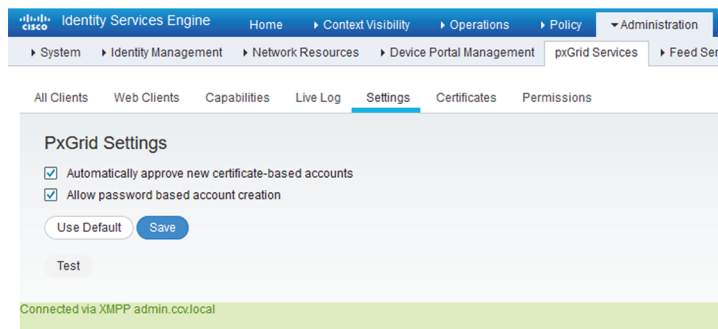 cisco Identity Services Engine Home Context Visibility Operations Policy Administration
System Identity Management Network Resources Device Portal Management pxGrid Services Feed Ser
All Clients Web Clients Capabilities Live Log Settings Certificates Permissions
PxGrid Settings
Automatically approve new certificate-based accounts
Allow password based account creation
Use Default Save
Test
Connected via XMPP admin.ccv.local